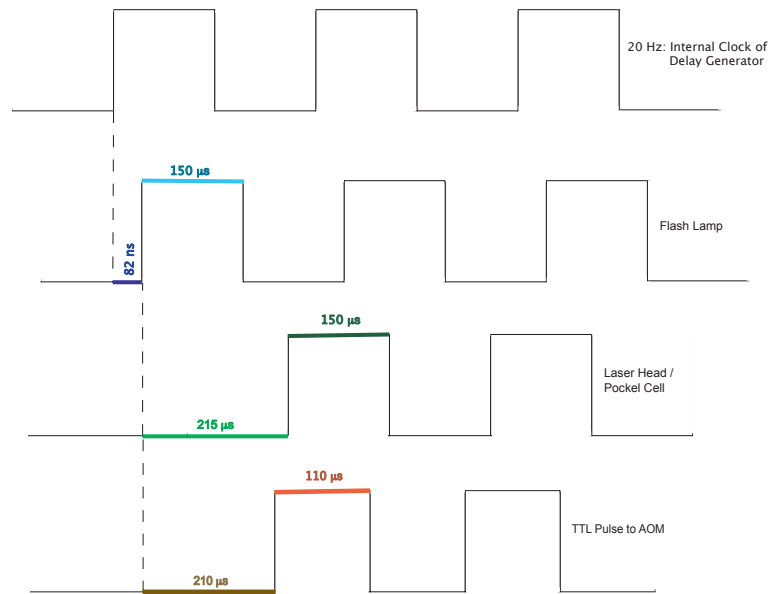 20 Hz: Internal Clock of
Delay Generator
150 µs
82 ns
Flash Lamp
150 µs
Laser Head /
Pockel Cell
215 µs
110 µs
TTL Pulse to AOM
210 µs